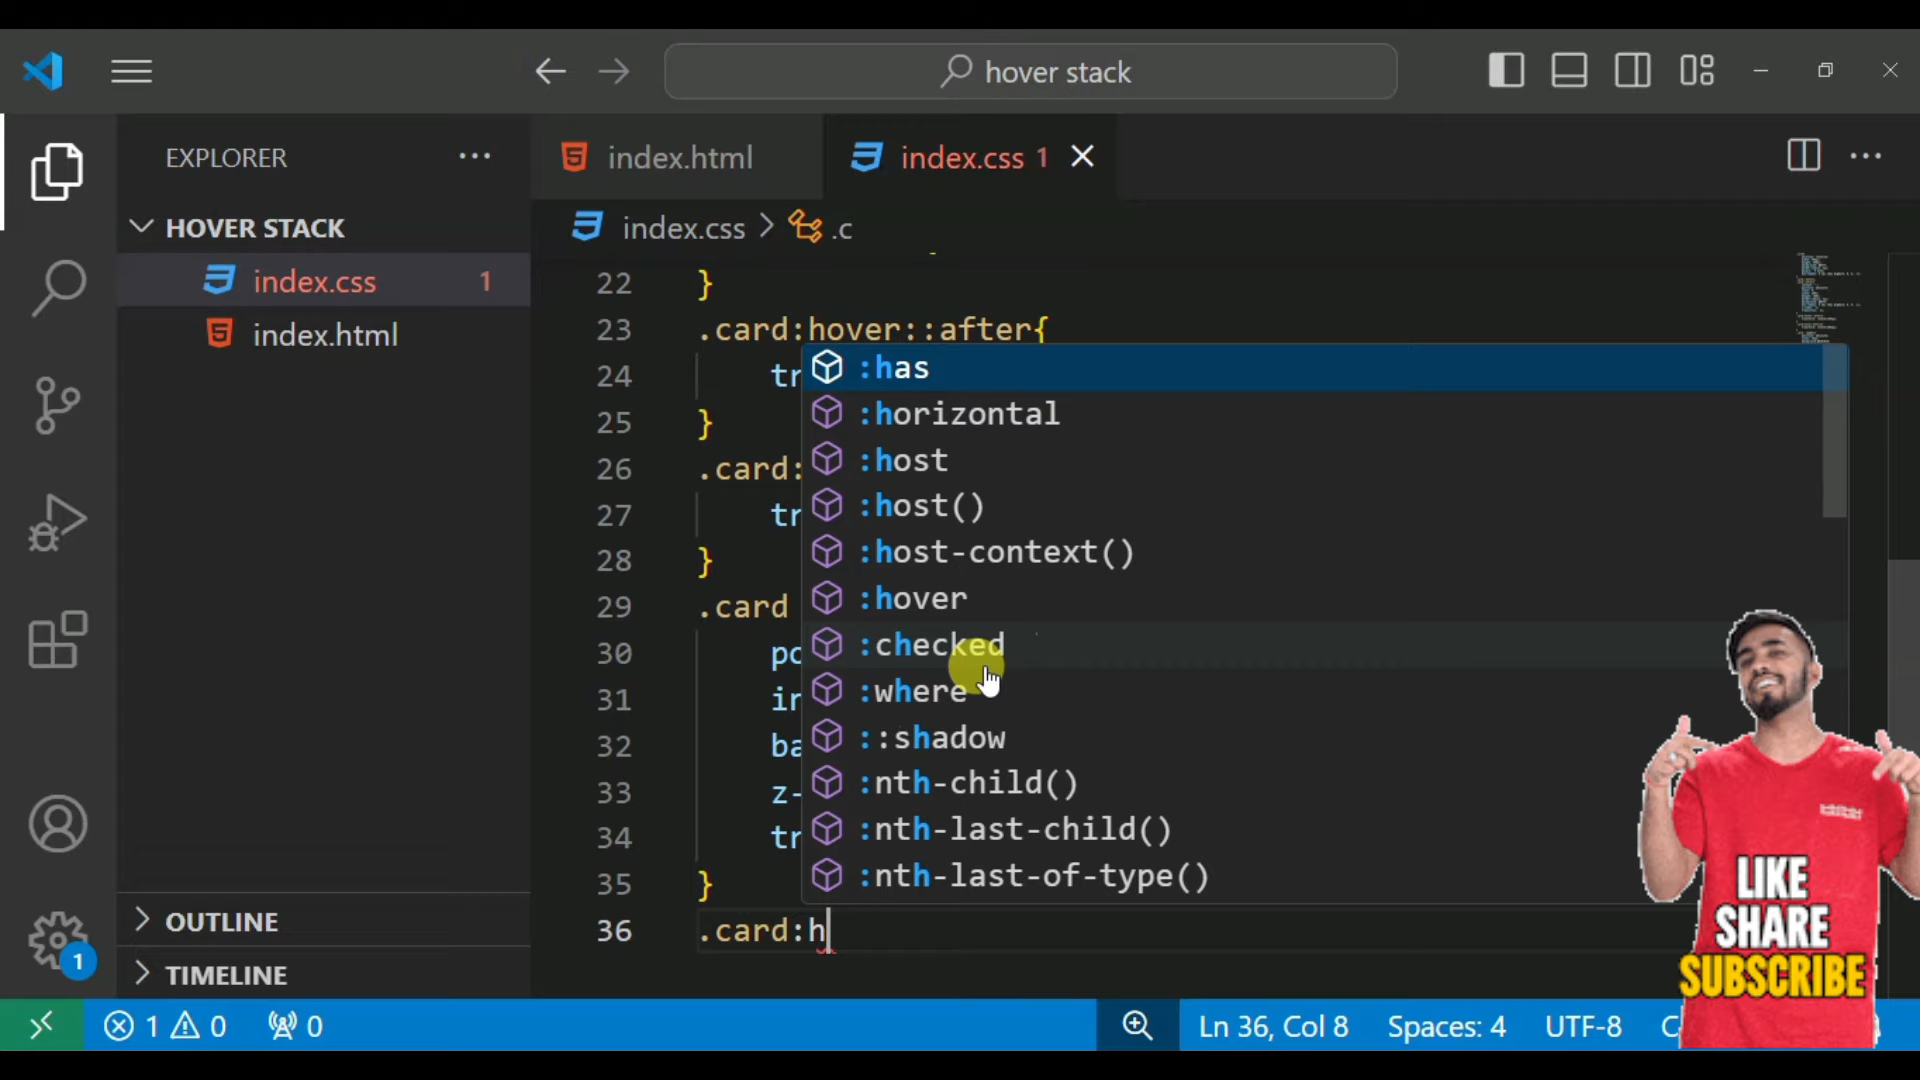 hover stack
EXPLORER
index.html
index.css 1
HOVER STACK
index.css > .c
index.css 1
index.html
22 }
23 .card:hover::after{
24 tr
25 }
26 .card:
27 tr
28 }
29 .card
30 po
31 in
32 ba
33 z-
34 tr
35 }
36 .card:h
:has
:horizontal
:host
:host()
:host-context()
:hover
:checked
:where
::shadow
:nth-child()
:nth-last-child()
:nth-last-of-type()
OUTLINE
TIMELINE
1
1 0 0
Ln 36, Col 8 Spaces: 4 UTF-8
LIKE
SHARE
SUBSCRIBE